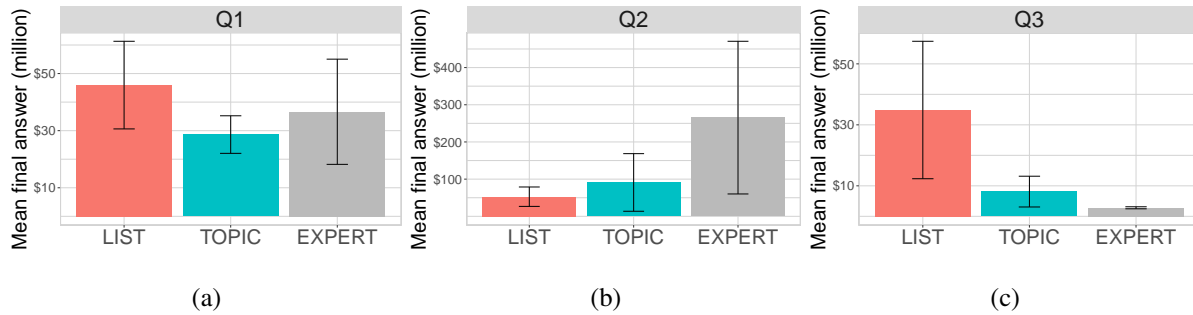 Q1
Mean final answer (million)
$50
$30
$10
LIST TOPIC EXPERT
(a)
Q2
Mean final answer (million)
$400
$300
$200
$100
LIST TOPIC EXPERT
(b)
Q3
Mean final answer (million)
$50
$30
$10
LIST TOPIC EXPERT
(c)